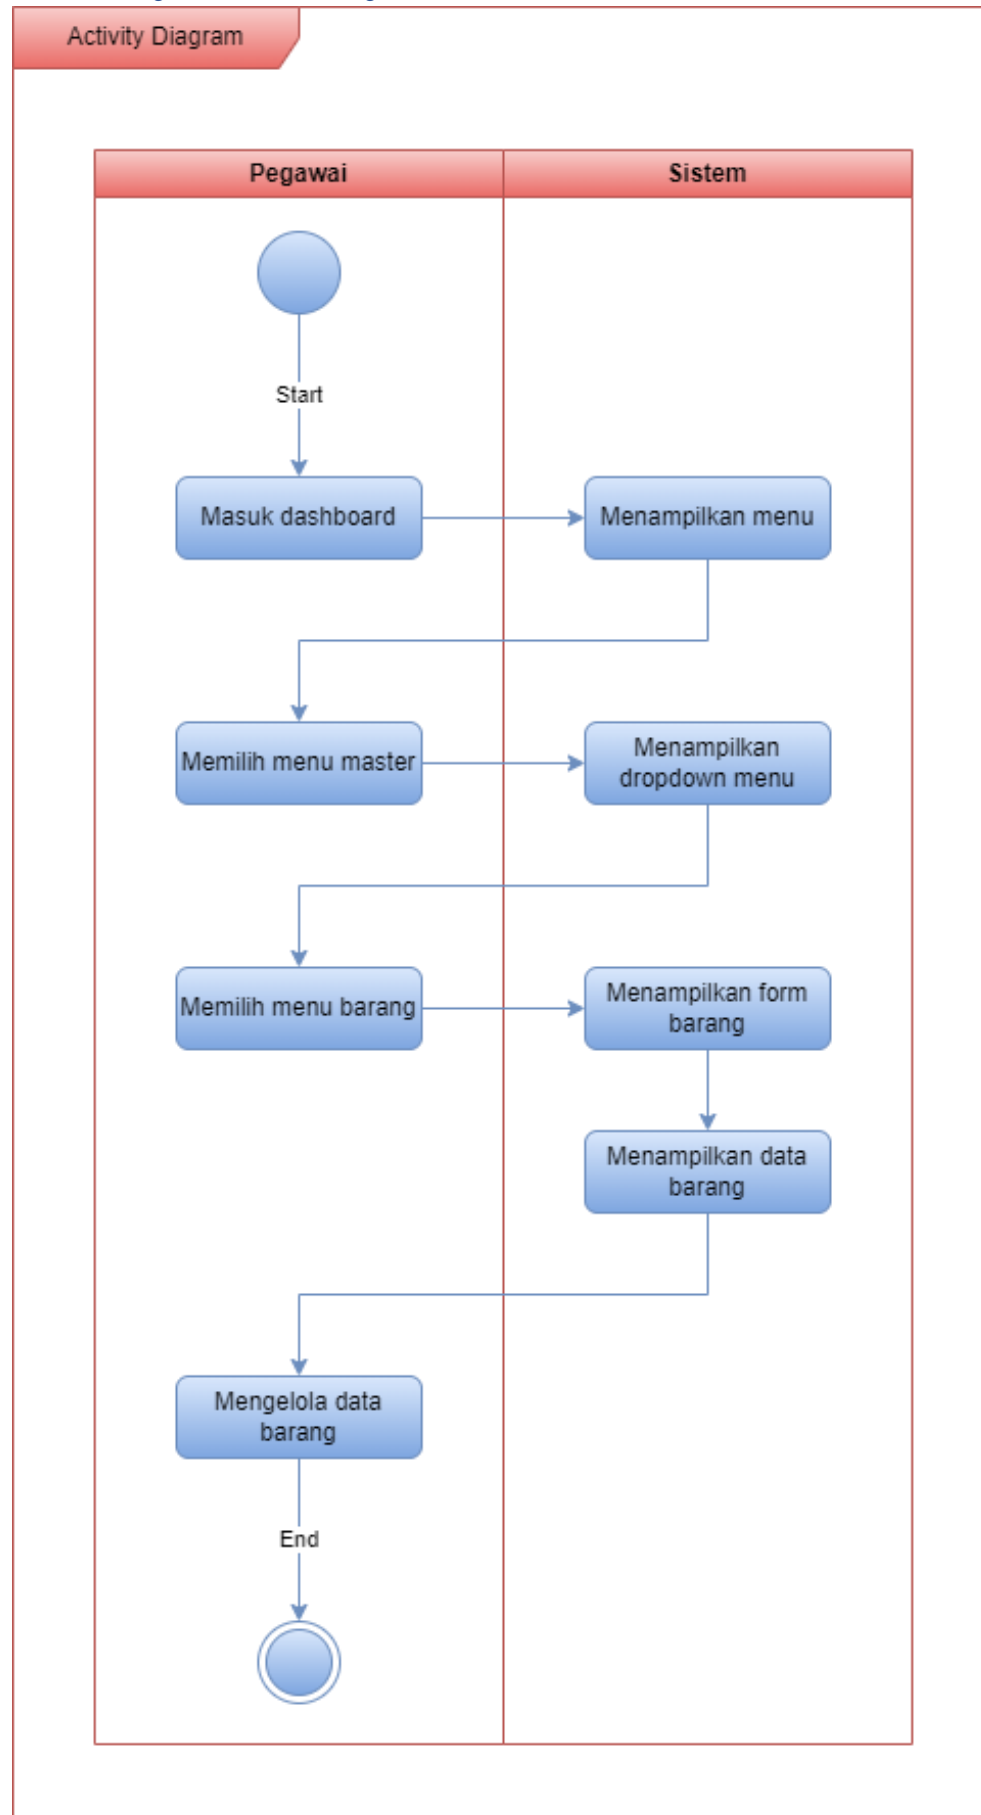 Activity Diagram
Pegawai
Sistem
Start
Masuk dashboard
Menampilkan menu
Memilih menu master
Menampilkan
dropdown menu
Memilih menu barang
Menampilkan form
barang
Menampilkan data
barang
Mengelola data
barang
End